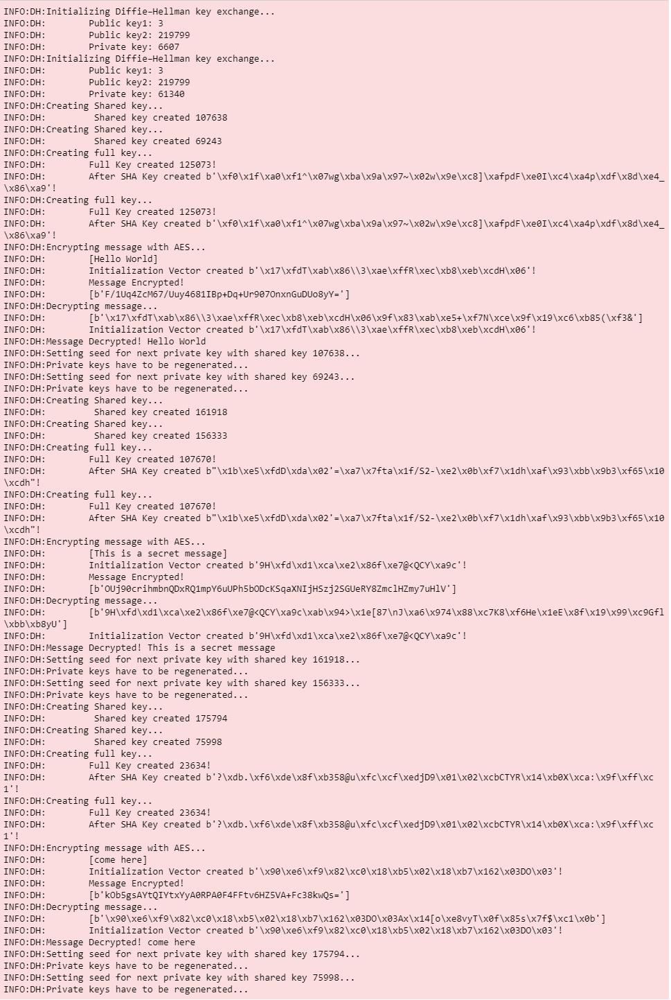 INFO:DH:Initializing Diffie–Hellman key exchange...
INFO:DH:        Public key1: 3
INFO:DH:        Public key2: 219799
INFO:DH:        Private key: 6607
INFO:DH:Initializing Diffie–Hellman key exchange...
INFO:DH:        Public key1: 3
INFO:DH:        Public key2: 219799
INFO:DH:        Private key: 61340
INFO:DH:Creating Shared key...
INFO:DH:         Shared key created 107638
INFO:DH:Creating Shared key...
INFO:DH:         Shared key created 69243
INFO:DH:Creating full key...
INFO:DH:        Full Key created 125073!
INFO:DH:        After SHA Key created b'\xf0\x1f\xa0\xf1^\x07wg\xba\x9a\x97~\x02w\x9e\xc8]\xafpdF\xe0I\xc4\xa4p\xdf\x8d\xe4_
\x86\xa9'!
INFO:DH:Creating full key...
INFO:DH:        Full Key created 125073!
INFO:DH:        After SHA Key created b'\xf0\x1f\xa0\xf1^\x07wg\xba\x9a\x97~\x02w\x9e\xc8]\xafpdF\xe0I\xc4\xa4p\xdf\x8d\xe4_
\x86\xa9'!
INFO:DH:Encrypting message with AES...
INFO:DH:        [Hello World]
INFO:DH:        Initialization Vector created b'\x17\xfdT\xab\x86\\3\xae\xffR\xec\xb8\xeb\xcdH\x06'!
INFO:DH:        Message Encrypted!
INFO:DH:        [b'F/1Uq4ZcM67/Uuy4681IBp+Dq+Ur907OnxnGuDUo8yY=']
INFO:DH:Decrypting message...
INFO:DH:        [b'\x17\xfdT\xab\x86\\3\xae\xffR\xec\xb8\xeb\xcdH\x06\x9f\x83\xab\xe5+\xf7N\xce\x9f\x19\xc6\xb85(\xf3&']
INFO:DH:        Initialization Vector created b'\x17\xfdT\xab\x86\\3\xae\xffR\xec\xb8\xeb\xcdH\x06'!
INFO:DH:Message Decrypted! Hello World
INFO:DH:Setting seed for next private key with shared key 107638...
INFO:DH:Private keys have to be regenerated...
INFO:DH:Setting seed for next private key with shared key 69243...
INFO:DH:Private keys have to be regenerated...
INFO:DH:Creating Shared key...
INFO:DH:         Shared key created 161918
INFO:DH:Creating Shared key...
INFO:DH:         Shared key created 156333
INFO:DH:Creating full key...
INFO:DH:        Full Key created 107670!
INFO:DH:        After SHA Key created b"\x1b\xe5\xfdD\xda\x02'=\xa7\x7fta\x1f/S2-\xe2\x0b\xf7\x1dh\xaf\x93\xbb\x9b3\xf65\x10
\xcdh"!
INFO:DH:Creating full key...
INFO:DH:        Full Key created 107670!
INFO:DH:        After SHA Key created b"\x1b\xe5\xfdD\xda\x02'=\xa7\x7fta\x1f/S2-\xe2\x0b\xf7\x1dh\xaf\x93\xbb\x9b3\xf65\x10
\xcdh"!
INFO:DH:Encrypting message with AES...
INFO:DH:        [This is a secret message]
INFO:DH:        Initialization Vector created b'9H\xfd\xd1\xca\xe2\x86f\xe7@<QCY\xa9c'!
INFO:DH:        Message Encrypted!
INFO:DH:        [b'OUj90crihmbnQDxRQ1mpY6uUPh5bODcKSqaXNIjHSzj2SGUeRY8ZmclHZmy7uHlV']
INFO:DH:Decrypting message...
INFO:DH:        [b'9H\xfd\xd1\xca\xe2\x86f\xe7@<QCY\xa9c\xab\x94>\x1e[87\nJ\xa6\x974\x88\xc7K8\xf6He\x1eE\x8f\x19\x99\xc9Gfl
\xbb\xb8yU']
INFO:DH:        Initialization Vector created b'9H\xfd\xd1\xca\xe2\x86f\xe7@<QCY\xa9c'!
INFO:DH:Message Decrypted! This is a secret message
INFO:DH:Setting seed for next private key with shared key 161918...
INFO:DH:Private keys have to be regenerated...
INFO:DH:Setting seed for next private key with shared key 156333...
INFO:DH:Private keys have to be regenerated...
INFO:DH:Creating Shared key...
INFO:DH:         Shared key created 175794
INFO:DH:Creating Shared key...
INFO:DH:         Shared key created 75998
INFO:DH:Creating full key...
INFO:DH:        Full Key created 23634!
INFO:DH:        After SHA Key created b'?\xdb.\xf6\xde\x8f\xb358@u\xfc\xcf\xedjD9\x01\x02\xcbCTYR\x14\xb0X\xca:\x9f\xff\xc
1'!
INFO:DH:Creating full key...
INFO:DH:        Full Key created 23634!
INFO:DH:        After SHA Key created b'?\xdb.\xf6\xde\x8f\xb358@u\xfc\xcf\xedjD9\x01\x02\xcbCTYR\x14\xb0X\xca:\x9f\xff\xc
1'!
INFO:DH:Encrypting message with AES...
INFO:DH:        [come here]
INFO:DH:        Initialization Vector created b'\x90\xe6\xf9\x82\xc0\x18\xb5\x02\x18\xb7\x162\x03DO\x03'!
INFO:DH:        Message Encrypted!
INFO:DH:        [b'kOb5gsAYtQIYtxYyA0RPA0F4FFtv6HZ5VA+Fc38kwQs=']
INFO:DH:Decrypting message...
INFO:DH:        [b'\x90\xe6\xf9\x82\xc0\x18\xb5\x02\x18\xb7\x162\x03DO\x03Ax\x14[o\xe8vyT\x0f\x85s\x7f$\xc1\x0b']
INFO:DH:        Initialization Vector created b'\x90\xe6\xf9\x82\xc0\x18\xb5\x02\x18\xb7\x162\x03DO\x03'!
INFO:DH:Message Decrypted! come here
INFO:DH:Setting seed for next private key with shared key 175794...
INFO:DH:Private keys have to be regenerated...
INFO:DH:Setting seed for next private key with shared key 75998...
INFO:DH:Private keys have to be regenerated...